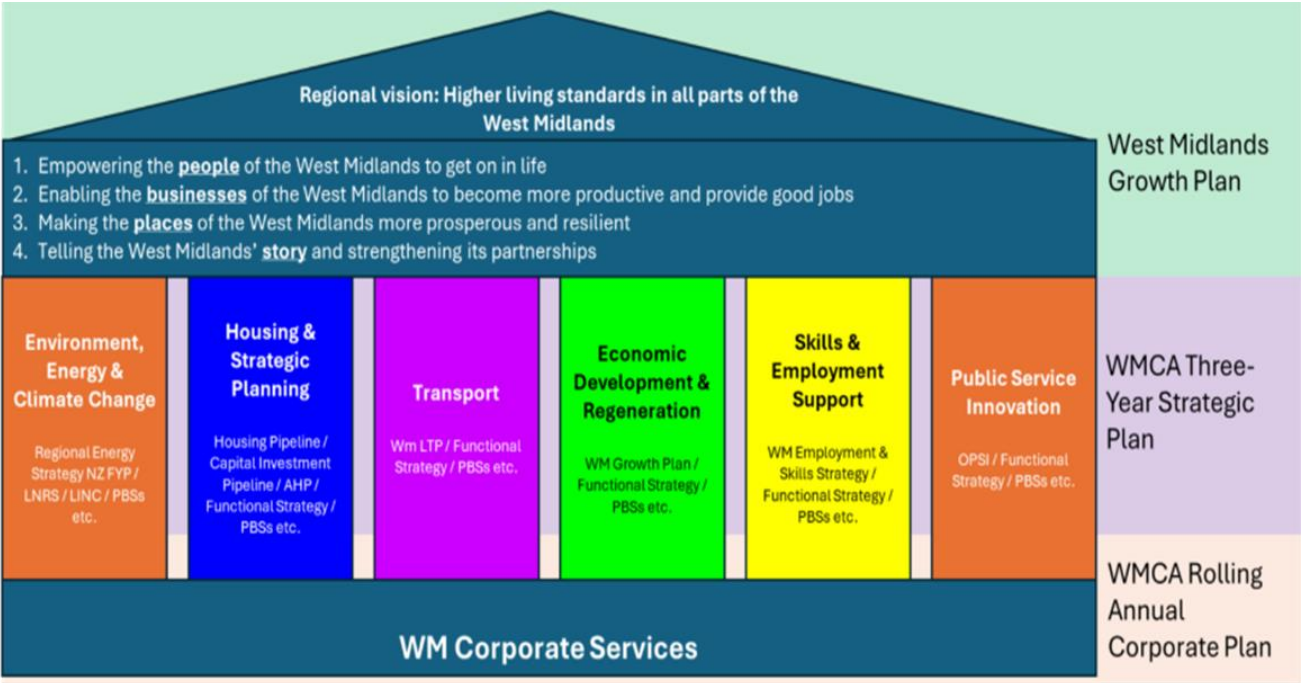 Regional vision: Higher living standards in all parts of the
West Midlands
1. Empowering the people of the West Midlands to get on in life
2. Enabling the businesses of the West Midlands to become more productive and provide good jobs
3. Making the places of the West Midlands more prosperous and resilient
4. Telling the West Midlands' story and strengthening its partnerships
West Midlands
Growth Plan
Environment,
Energy &
Climate Change
Regional Energy
Strategy NZ FYP /
LNRS / LINC / PBSs
etc.
Housing &
Strategic
Planning
Housing Pipeline /
Capital Investment
Pipeline / AHP /
Functional Strategy /
PBSs etc.
Transport
Wm LTP / Functional
Strategy / PBSs etc.
Economic
Development &
Regeneration
WM Growth Plan /
Functional Strategy /
PBSs etc.
Skills &
Employment
Support
WM Employment &
Skills Strategy /
Functional Strategy /
PBSs etc.
Public Service
Innovation
OPSI / Functional
Strategy / PBSs etc.
WMCA Three-
Year Strategic
Plan
WM Corporate Services
WMCA Rolling
Annual
Corporate Plan